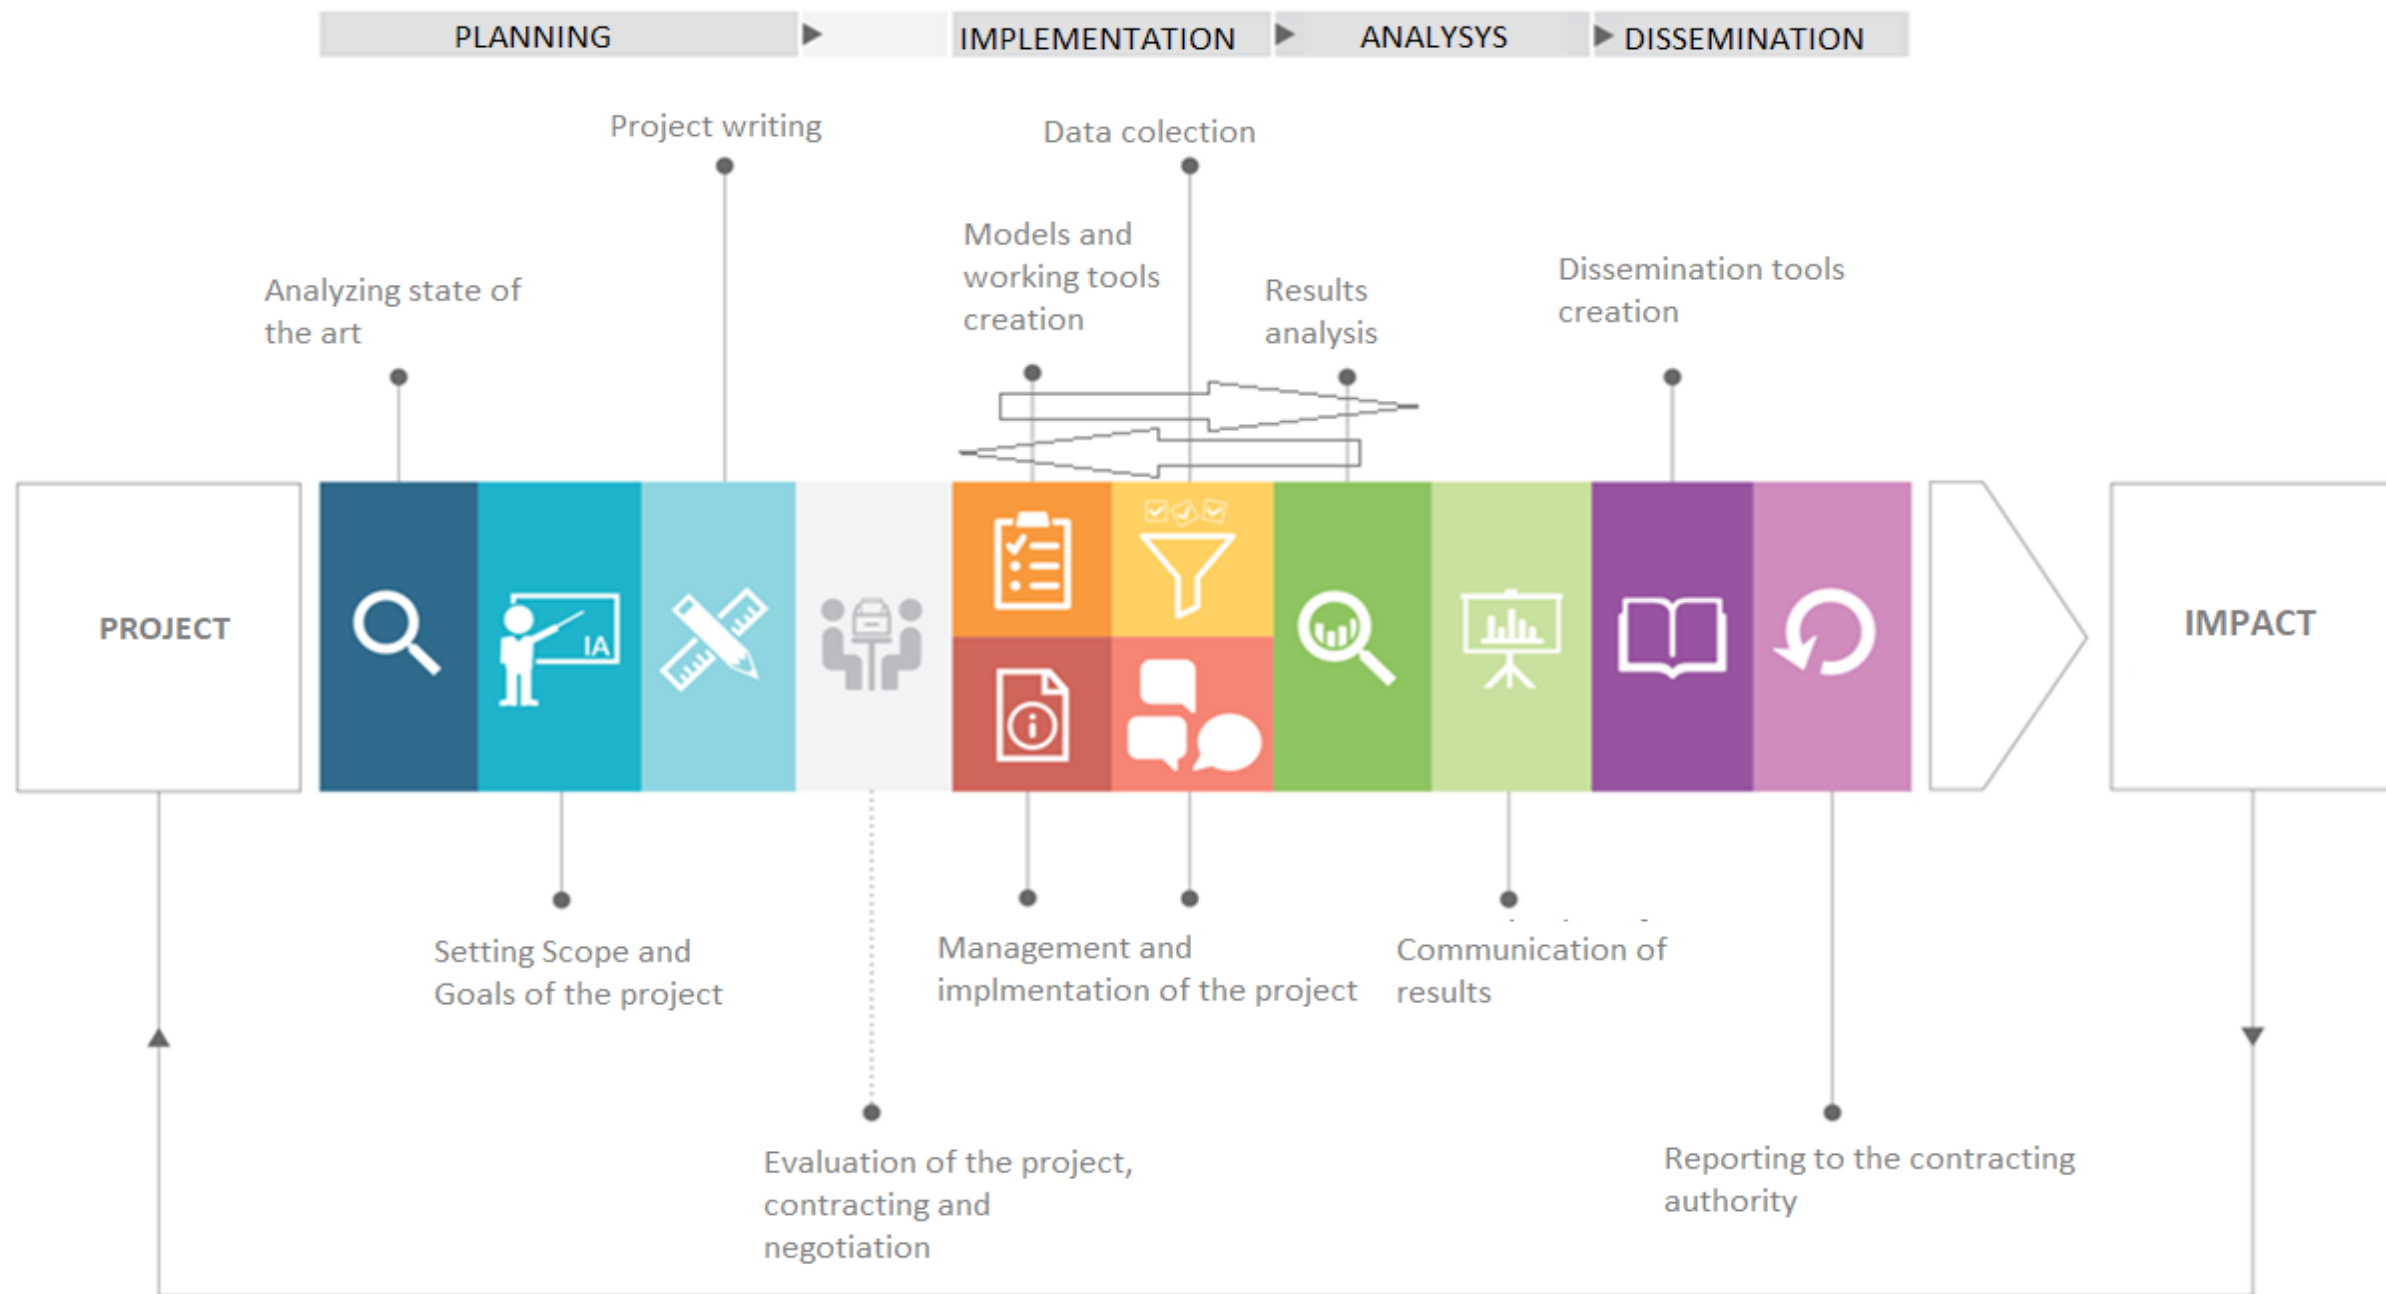 PLANNING
IMPLEMENTATION
ANALYSYS
DISSEMINATION
Project writing
Data colection
Models and
working tools
creation
Analyzing state of
the art
Results
analysis
Dissemination tools
creation
PROJECT
IA
IMPACT
Setting Scope and
Goals of the project
Management and
implmentation of the project
Communication of
results
Evaluation of the project,
contracting and
negotiation
Reporting to the contracting
authority